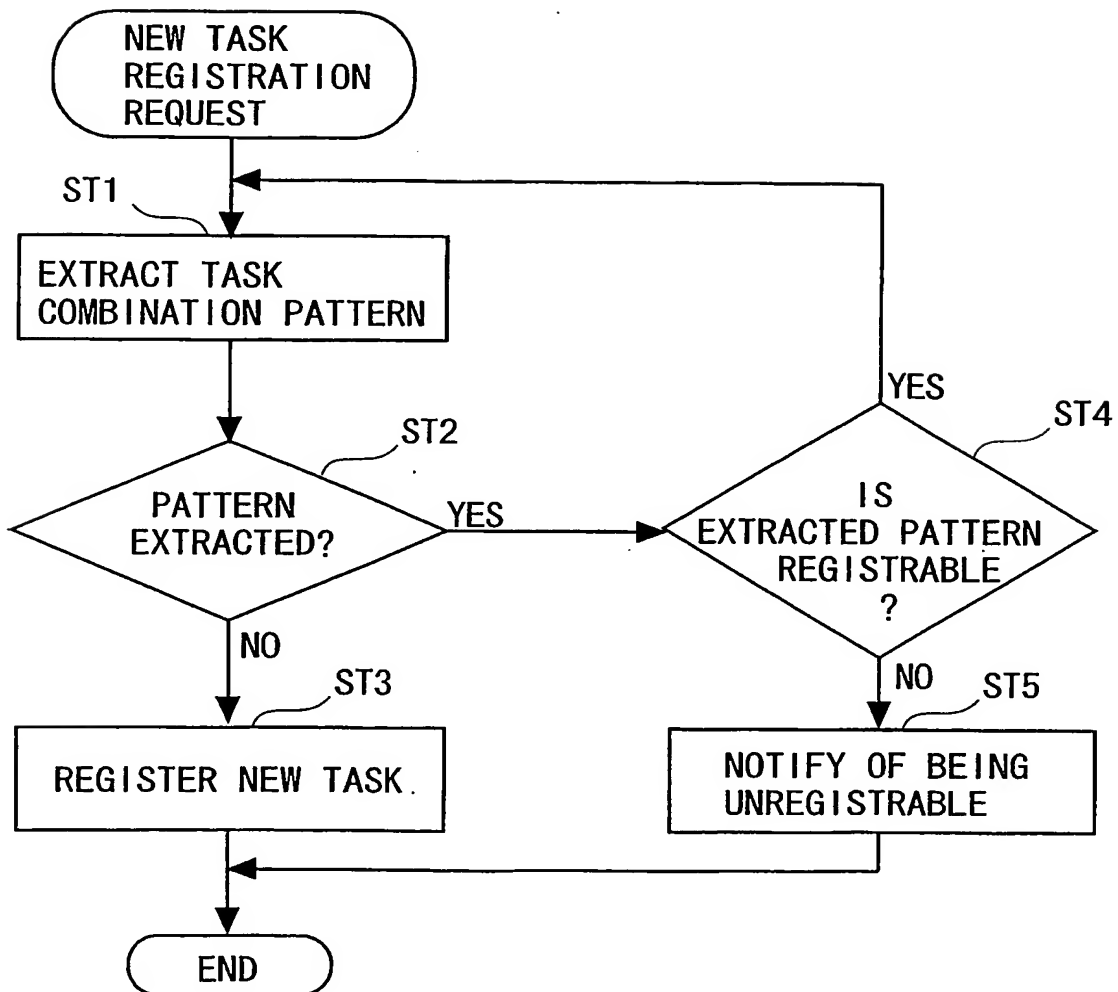 NEW TASK
REGISTRATION
REQUEST
ST1
EXTRACT TASK
COMBINATION PATTERN
ST2
PATTERN
EXTRACTED?
YES
NO
ST3
REGISTER NEW TASK
YES
ST4
IS
EXTRACTED PATTERN
REGISTRABLE
?
NO
ST5
NOTIFY OF BEING
UNREGISTRABLE
END